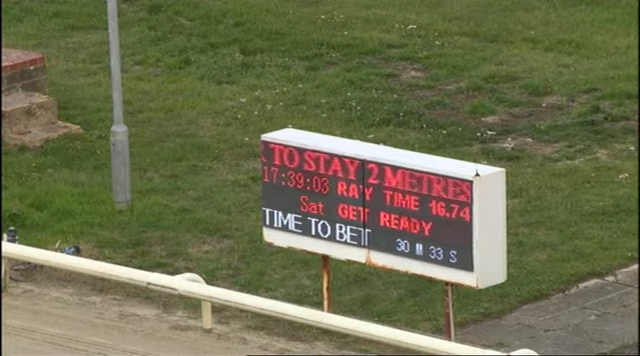 TO STAY 2 METRES
17:39:03 RAY TIME 16.74
Sat GET READY
TIME TO BET 30 M 33 S